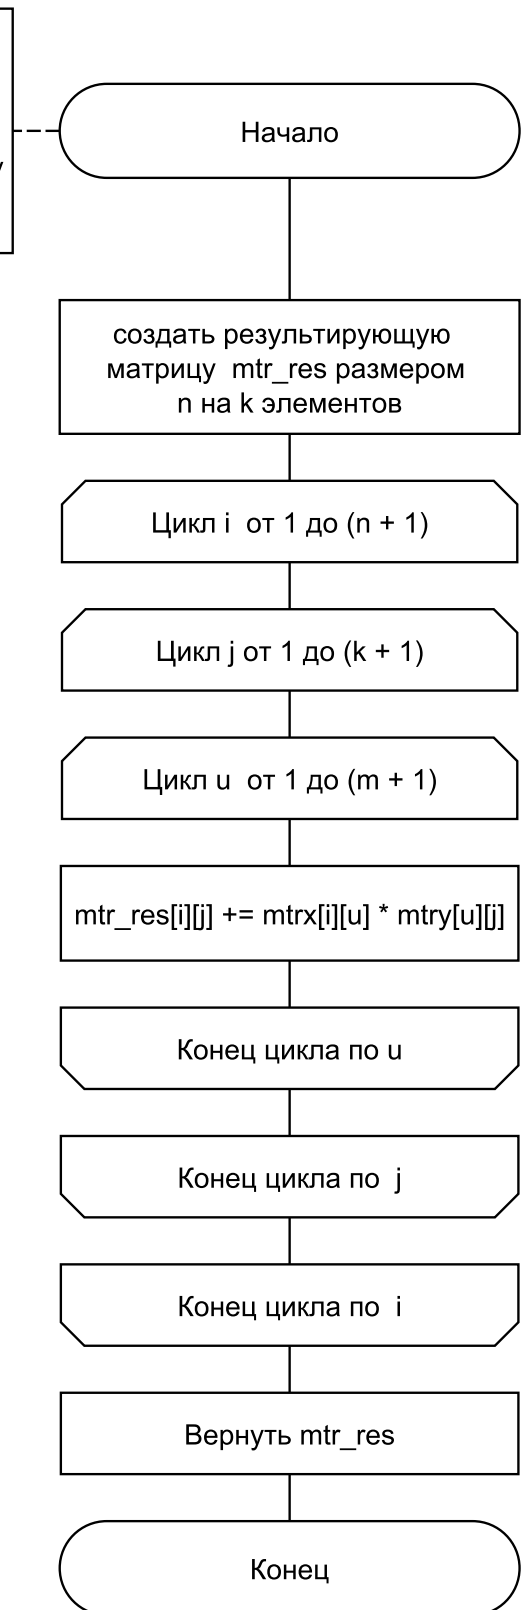 Начало
создать результирующую
матрицу mtr_res размером
n на k элементов
Цикл i от 1 до (n + 1)
Цикл j от 1 до (k + 1)
Цикл u от 1 до (m + 1)
mtr_res[i][j] += mtrx[i][u] * mtry[u][j]
Конец цикла по u
Конец цикла по j
Конец цикла по i
Вернуть mtr_res
Конец